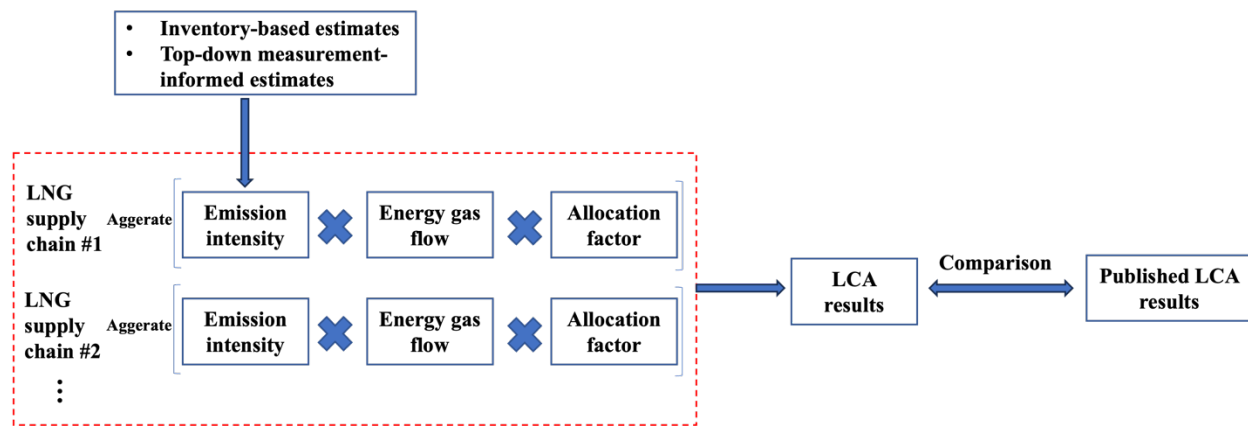 • Inventory-based estimates
• Top-down measurement-
informed estimates
LNG
supply
chain #1
Aggerate
Emission
intensity
Energy gas
flow
Allocation
factor
LNG
supply
chain #2
Aggerate
Emission
intensity
Energy gas
flow
Allocation
factor
⋮
LCA
results
Comparison
Published LCA
results